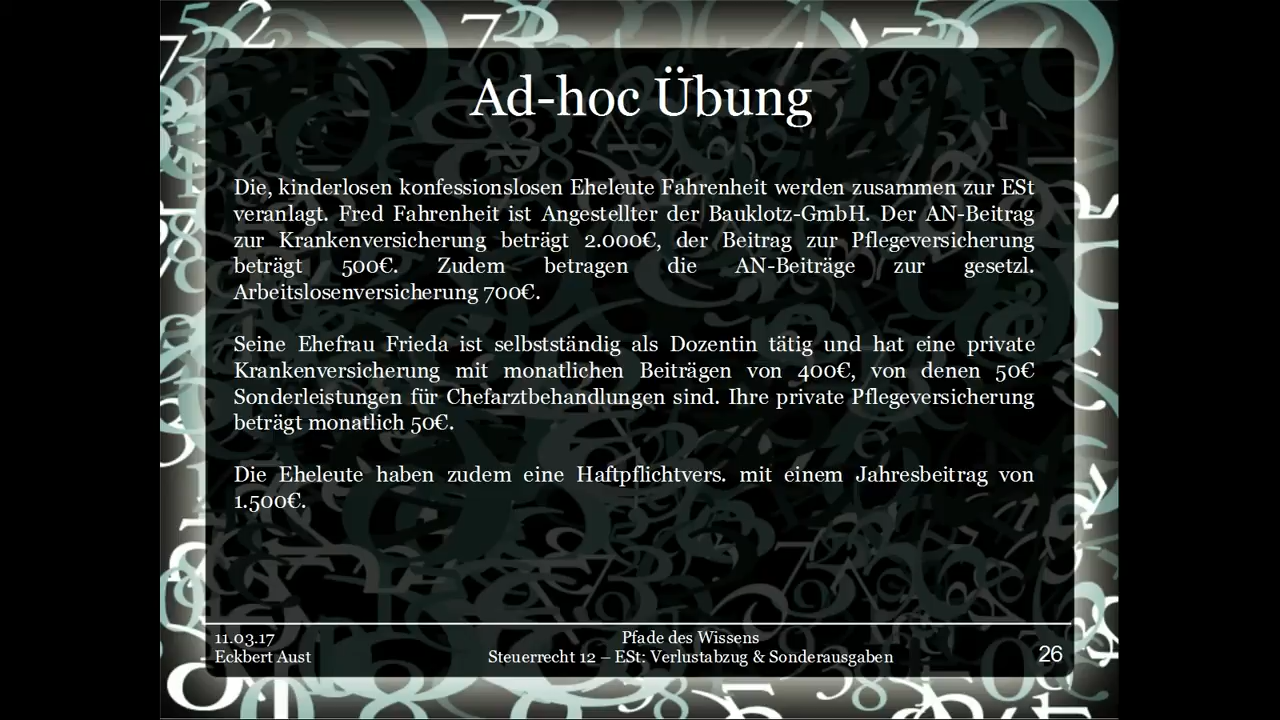 Ad-hoc Übung
Die, kinderlosen konfessionslosen Eheleute Fahrenheit werden zusammen zur ESt
veranlagt. Fred Fahrenheit ist Angestellter der Bauklotz-GmbH. Der AN-Beitrag
zur Krankenversicherung beträgt 2.000€, der Beitrag zur Pflegeversicherung
beträgt 500€. Zudem betragen die AN-Beiträge zur gesetzl.
Arbeitslosenversicherung 700€.
Seine Ehefrau Frieda ist selbstständig als Dozentin tätig und hat eine private
Krankenversicherung mit monatlichen Beiträgen von 400€, von denen 50€
Sonderleistungen für Chefarztbehandlungen sind. Ihre private Pflegeversicherung
beträgt monatlich 50€.
Die Eheleute haben zudem eine Haftpflichtvers. mit einem Jahresbeitrag von
1.500€.
11.03.17
Eckbert Aust
Pfade des Wissens
Steuerrecht 12 – ESt: Verlustabzug & Sonderausgaben
26